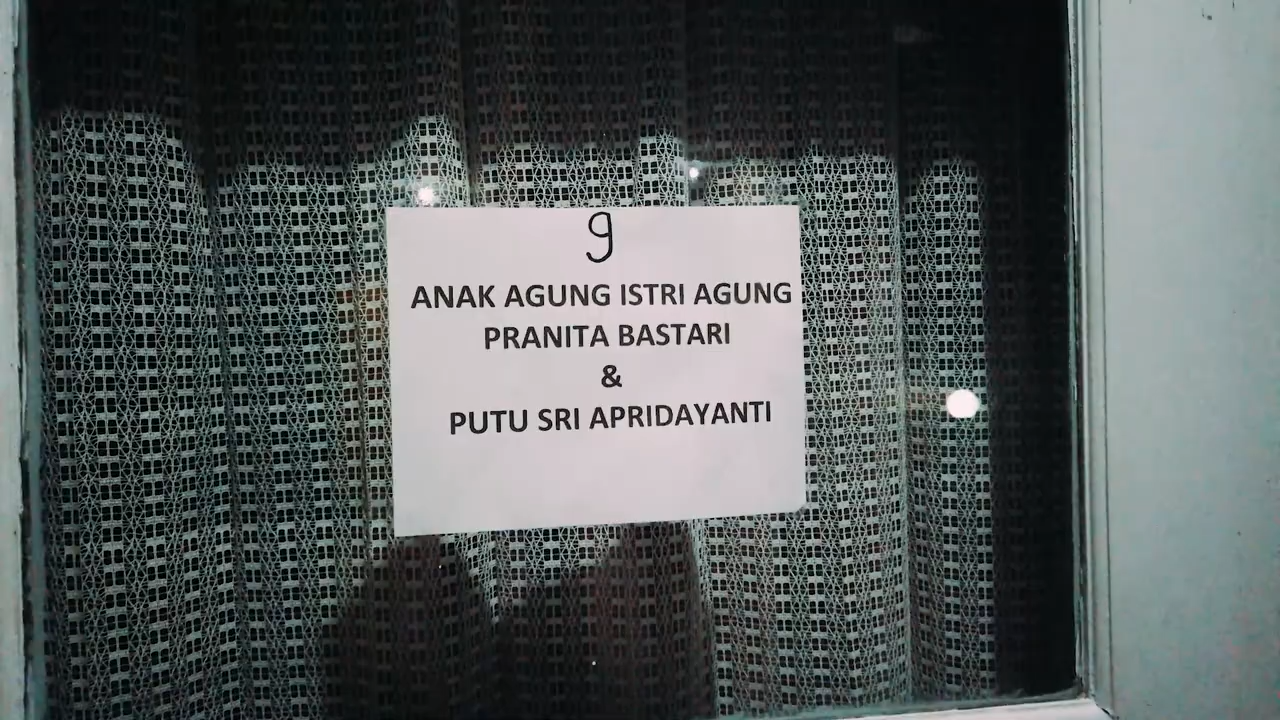 9
ANAK AGUNG ISTRI AGUNG
PRANITA BASTARI
&
PUTU SRI APRIDAYANTI